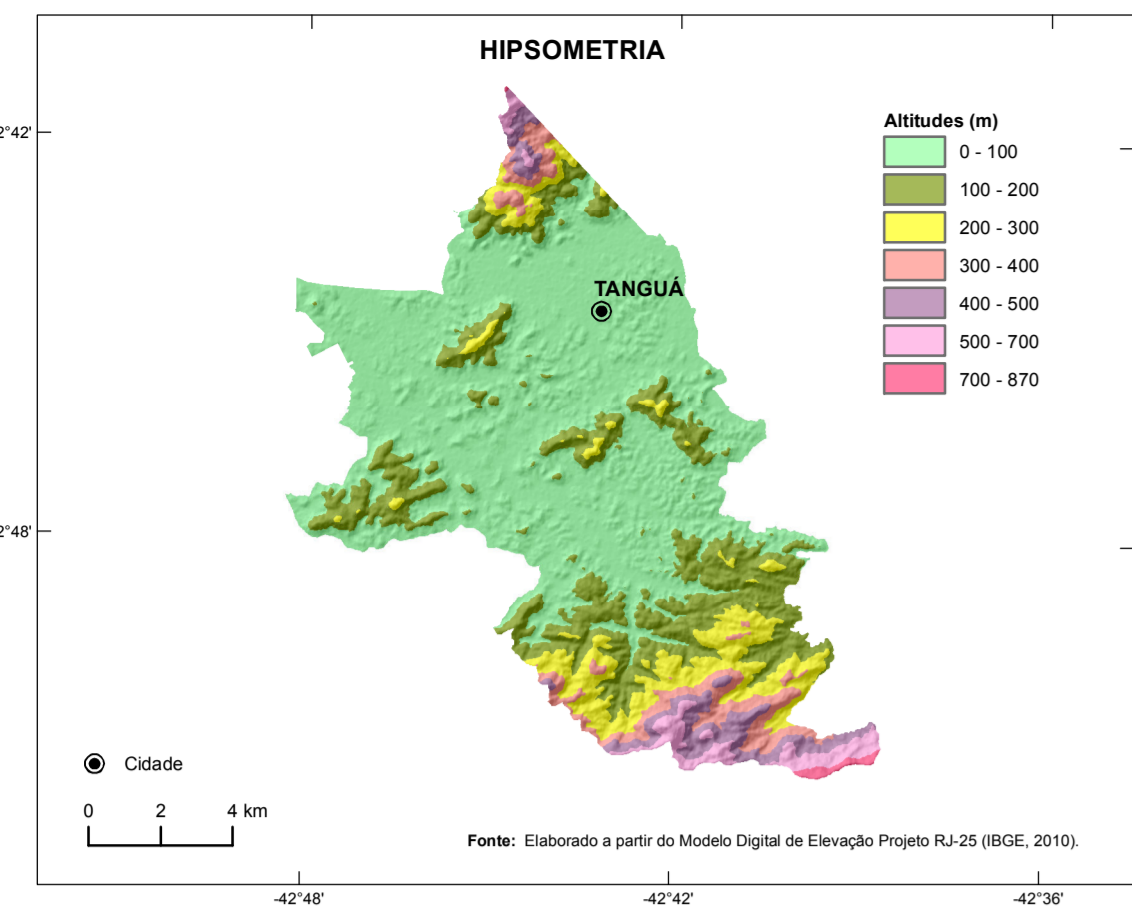 HIPSOMETRIA
Altitudes (m)
0 - 100
100 - 200
200 - 300
300 - 400
400 - 500
500 - 700
700 - 870
2°42'
TANGUÁ
2°48'
Cidade
0 2 4 km
Fonte: Elaborado a partir do Modelo Digital de Elevação Projeto RJ-25 (IBGE, 2010).
-42°48' -42°42' -42°36'